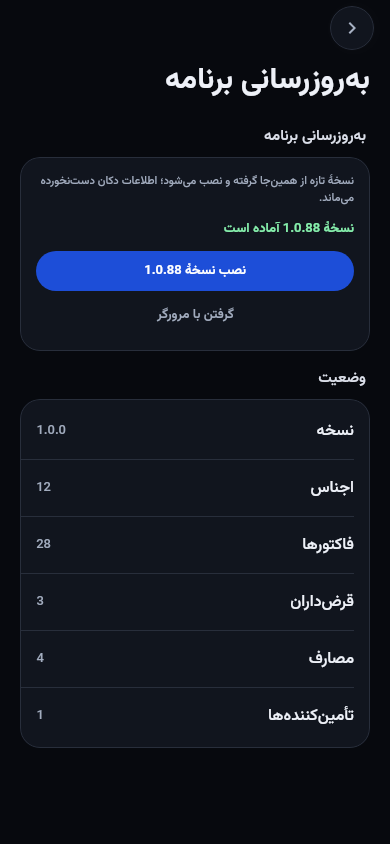 به‌روزرسانی برنامه
به‌روزرسانی برنامه
نسخهٔ تازه از همین‌جا گرفته و نصب می‌شود؛ اطلاعات دکان دست‌نخورده
می‌ماند.
نسخهٔ 1.0.88 آماده است
نصب نسخهٔ 1.0.88
گرفتن با مرورگر
وضعیت
نسخه 1.0.0
اجناس 12
فاکتورها 28
قرض‌داران 3
مصارف 4
تأمین‌کننده‌ها 1